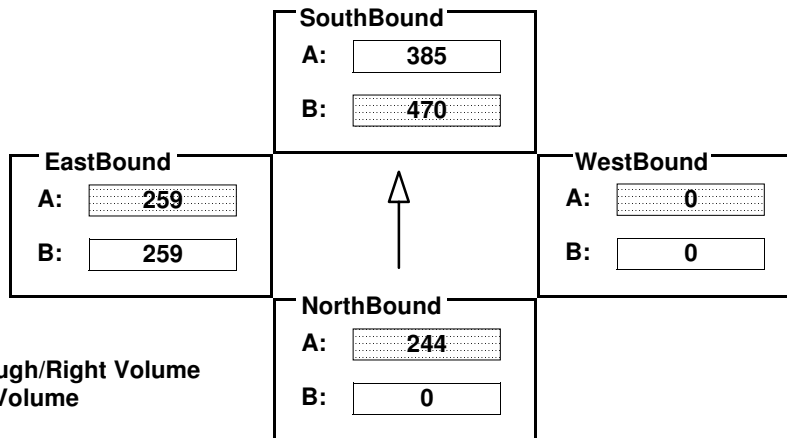 SouthBound
A: 385
B: 470
EastBound
A: 259
B: 259
WestBound
A: 0
B: 0
NorthBound
A: 244
B: 0
ugh/Right Volume
Volume